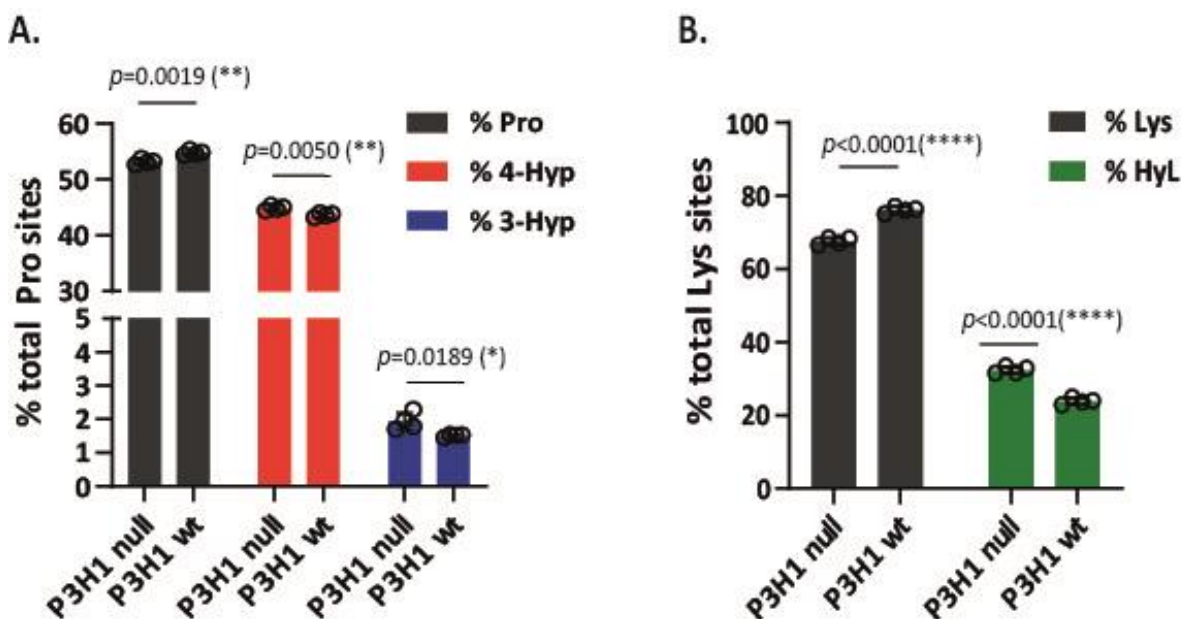 A.
p=0.0019 (**)
p=0.0050 (**)
p=0.0189 (*)
% Pro
% 4-Hyp
% 3-Hyp
% total Pro sites
60
50
40
30
5
4
3
2
1
0
P3H1 null
P3H1 wt
P3H1 null
P3H1 wt
P3H1 null
P3H1 wt
B.
p<0.0001(****)
p<0.0001(****)
% Lys
% HyL
% total Lys sites
100
80
60
40
20
0
P3H1 null
P3H1 wt
P3H1 null
P3H1 wt